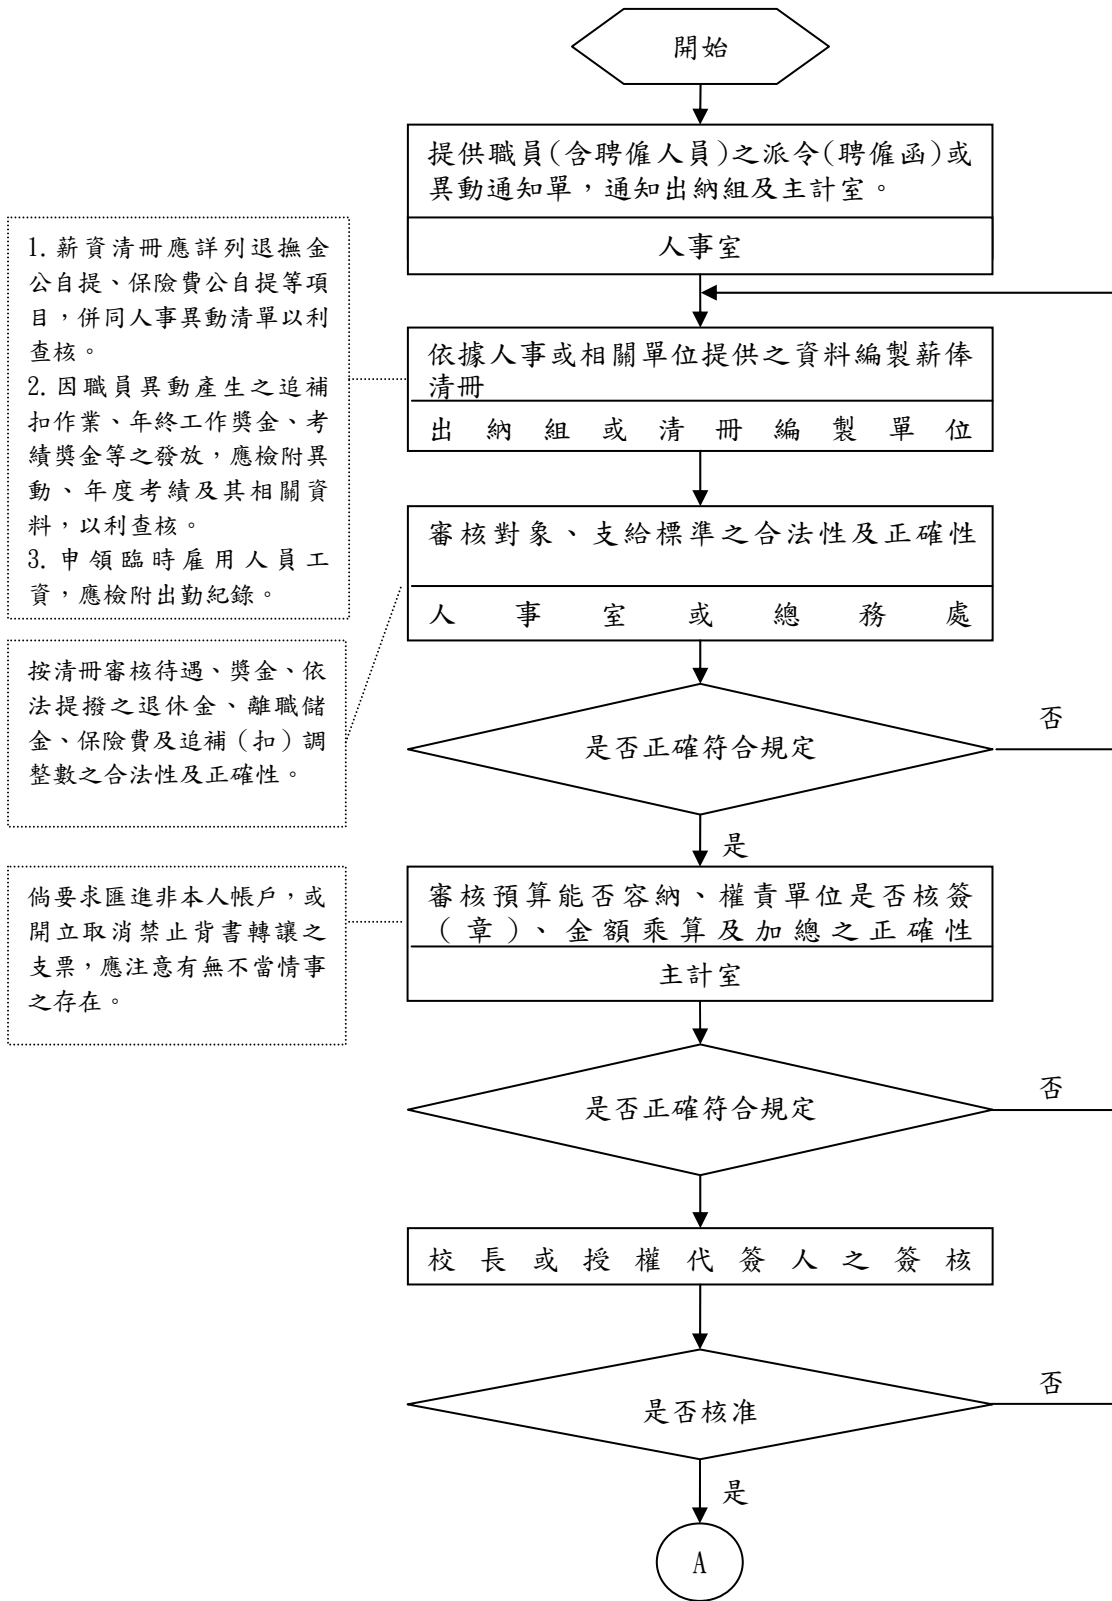 開始
提供職員(含聘僱人員)之派令(聘僱函)或
異動通知單，通知出納組及主計室。
人事室
1. 薪資清冊應詳列退撫金
公自提、保險費公自提等項
目，併同人事異動清單以利
查核。
2. 因職員異動產生之追補
扣作業、年終工作獎金、考
績獎金等之發放，應檢附異
動、年度考績及其相關資
料，以利查核。
3. 申領臨時雇用人員工
資，應檢附出勤紀錄。
依據人事或相關單位提供之資料編製薪俸
清冊
出納組或清冊編製單位
審核對象、支給標準之合法性及正確性
人事室或總務處
按清冊審核待遇、獎金、依
法提撥之退休金、離職儲
金、保險費及追補（扣）調
整數之合法性及正確性。
是否正確符合規定
否
是
倘要求匯進非本人帳戶，或
開立取消禁止背書轉讓之
支票，應注意有無不當情事
之存在。
審核預算能否容納、權責單位是否核簽
(章)、金額乘算及加總之正確性
主計室
是否正確符合規定
否
校長或授權代簽人之簽核
是否核准
否
是
A